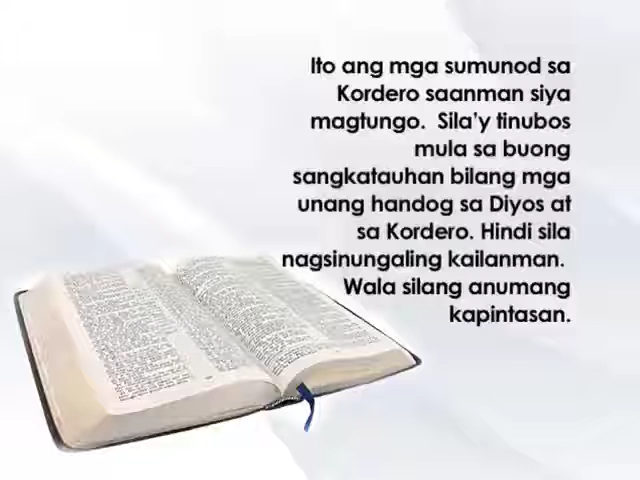 Ito ang mga sumunod sa
Kordero saanman siya
magtungo. Sila'y tinubos
mula sa buong
sangkatauhan bilang mga
unang handog sa Diyos at
sa Kordero. Hindi sila
nagsinungaling kailanman.
Wala silang anumang
kapintasan.